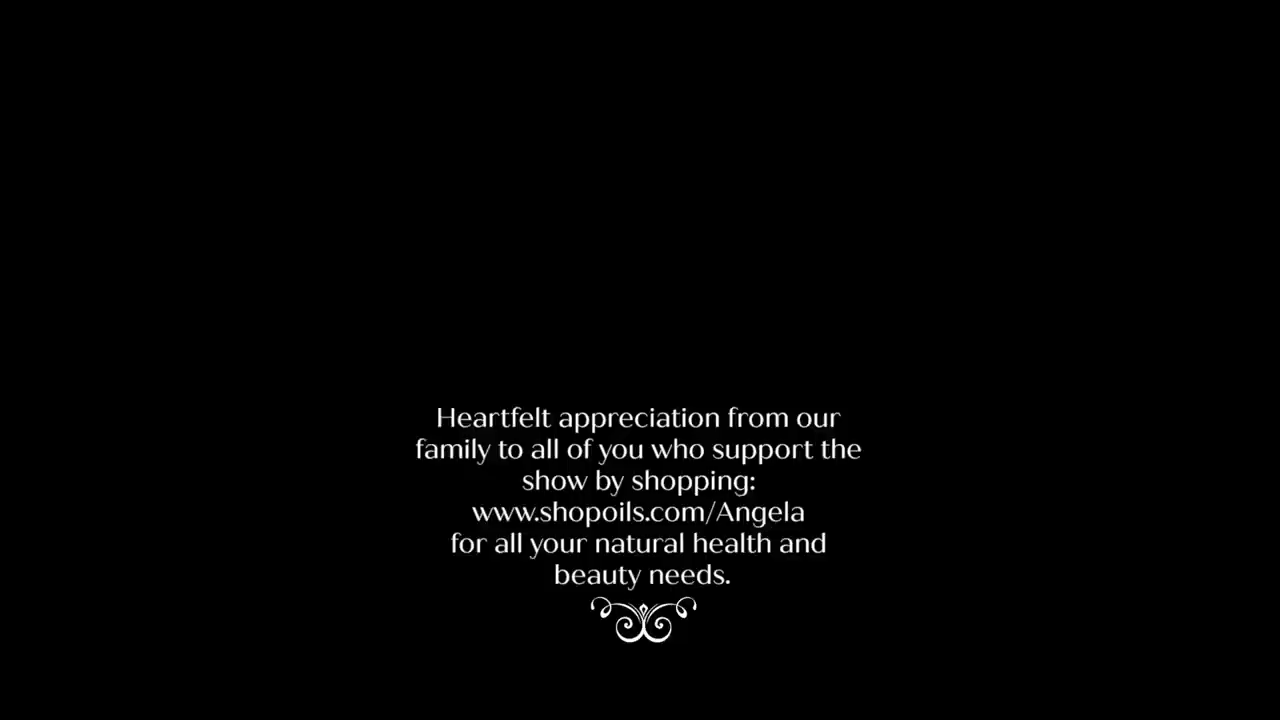 Heartfelt appreciation from our
family to all of you who support the
show by shopping:
www.shopoils.com/Angela
for all your natural health and
beauty needs.